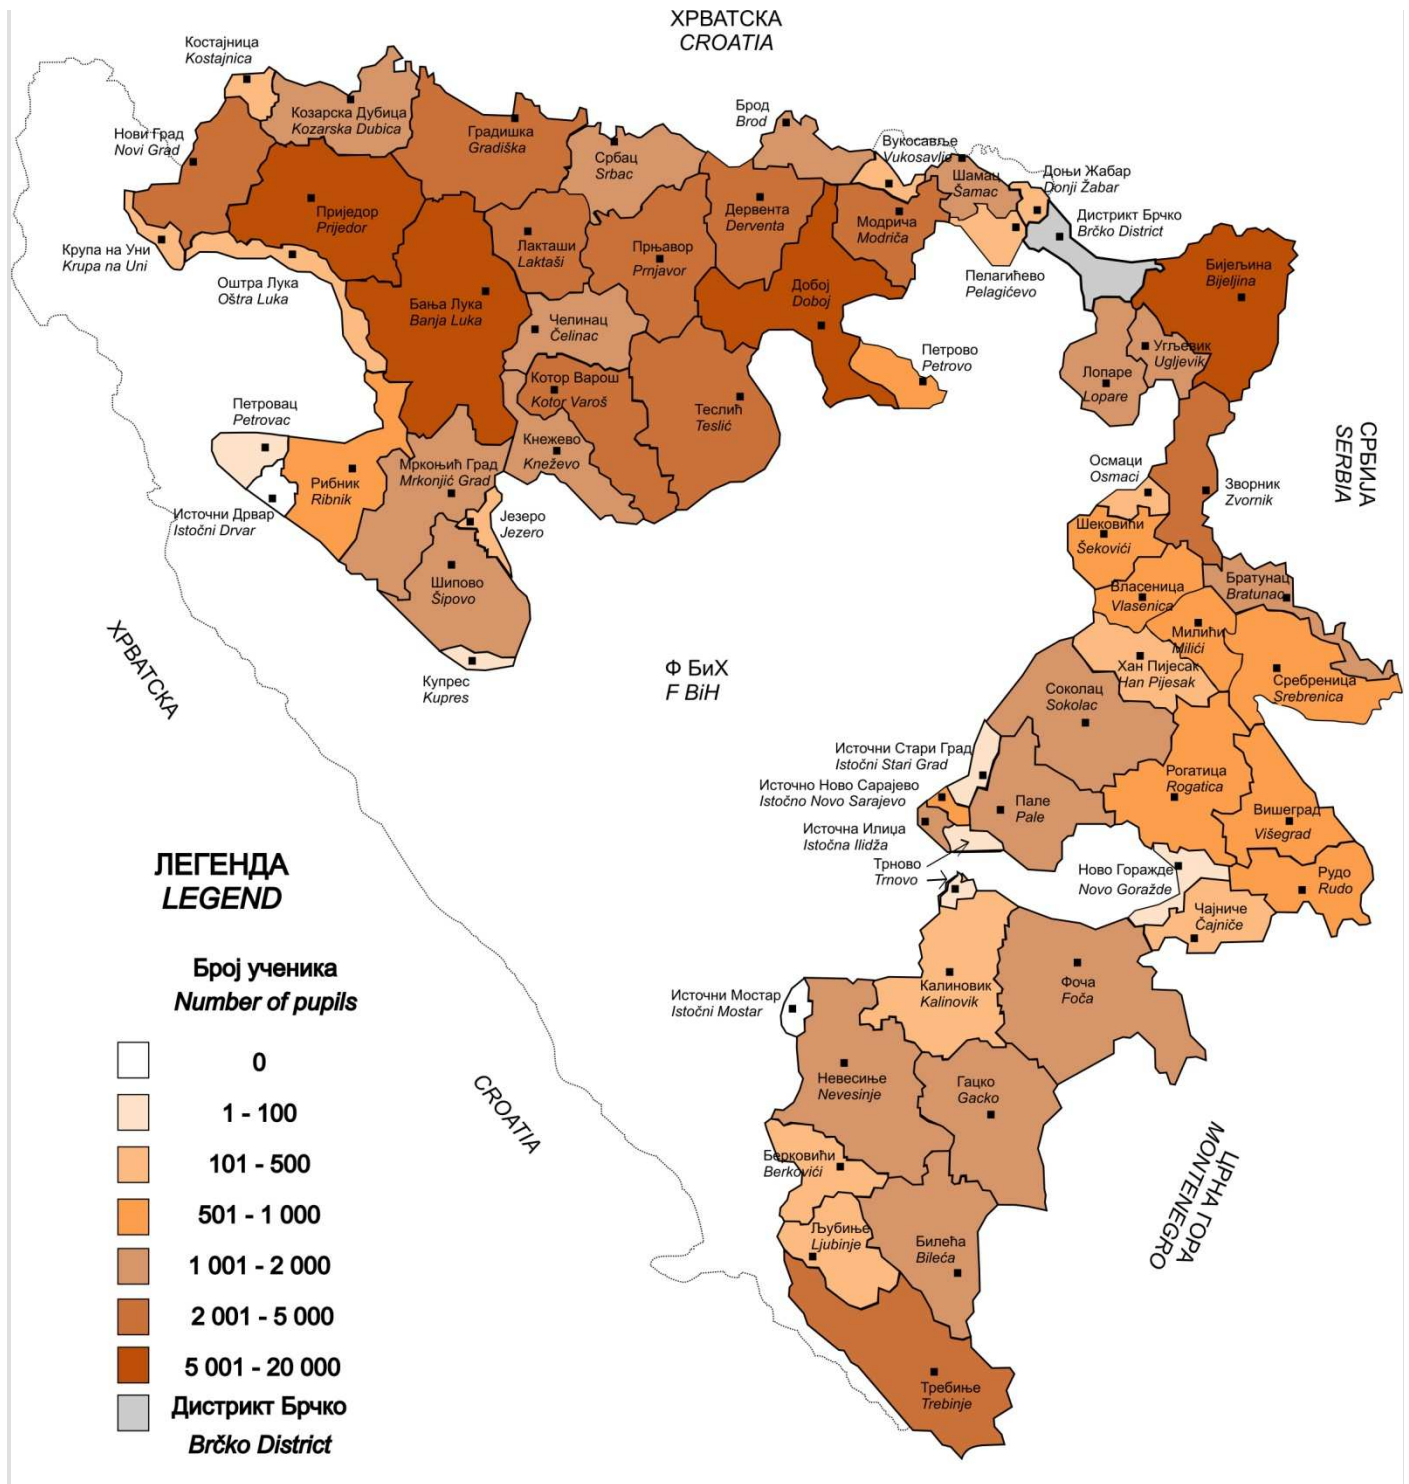 ХРВАТСКА
CROATIA
Костајница
Kostajnica
Козарска Дубица
Kozarska Dubica
Нови Град
Novi Grad
Градишка
Gradiška
Србац
Srbac
Брод
Brod
Вукосавље
Vukosavlje
Шамац
Šamac
Доњи Жабар
Donji Žabar
Дистрикт Брчко
Brčko District
Приједор
Prijedor
Крупа на Уни
Krupa na Uni
Оштра Лука
Oštra Luka
Лакташи
Laktaši
Прњавор
Prnjavor
Дервента
Derventa
Модрича
Modriča
Пелагићево
Pelagićevo
Бијељина
Bijeljina
Бања Лука
Banja Luka
Добој
Doboj
Челинац
Čelinac
Петрово
Petrovo
Угљевик
Ugljevik
Лопаре
Lopare
Котор Варош
Kotor Varoš
Теслић
Teslić
Петровац
Petrovac
Кнежево
Kneževo
СРБИЈА
SERBIA
Мркоњић Град
Mrkonjić Grad
Рибник
Ribnik
Осмаци
Osmaci
Зворник
Zvornik
Источни Дрвар
Istočni Drvar
Језеро
Jezero
Шековићи
Šekovići
Шипово
Šipovo
Власеница
Vlasenica
Братунац
Bratunac
Милићи
Milići
ХРВАТСКА
Ф БиХ
F BiH
Купрес
Kupres
Хан Пијесак
Han Pijesak
Сребреница
Srebrenica
Соколац
Sokolac
Источни Стари Град
Istočni Stari Grad
Источно Ново Сарајево
Istočno Novo Sarajevo
Рогатица
Rogatica
Пале
Pale
Вишеград
Višegrad
Источна Илиџа
Istočna Ilidža
Трново
Trnovo
Ново Горажде
Novo Goražde
Рудо
Rudo
Чајниче
Čajniče
ЛЕГЕНДА
LEGEND
Број ученика
Number of pupils
0
1 - 100
101 - 500
501 - 1 000
1 001 - 2 000
2 001 - 5 000
5 001 - 20 000
Дистрикт Брчко
Brčko District
Калиновик
Kalinovik
Фоча
Foča
Источни Мостар
Istočni Mostar
Невесиње
Nevesinje
Гацко
Gacko
CROATIA
ЦРНА ГОРА
MONTENEGRO
Берковићи
Berkovići
Љубиње
Ljubinje
Билећа
Bileća
Требиње
Trebinje